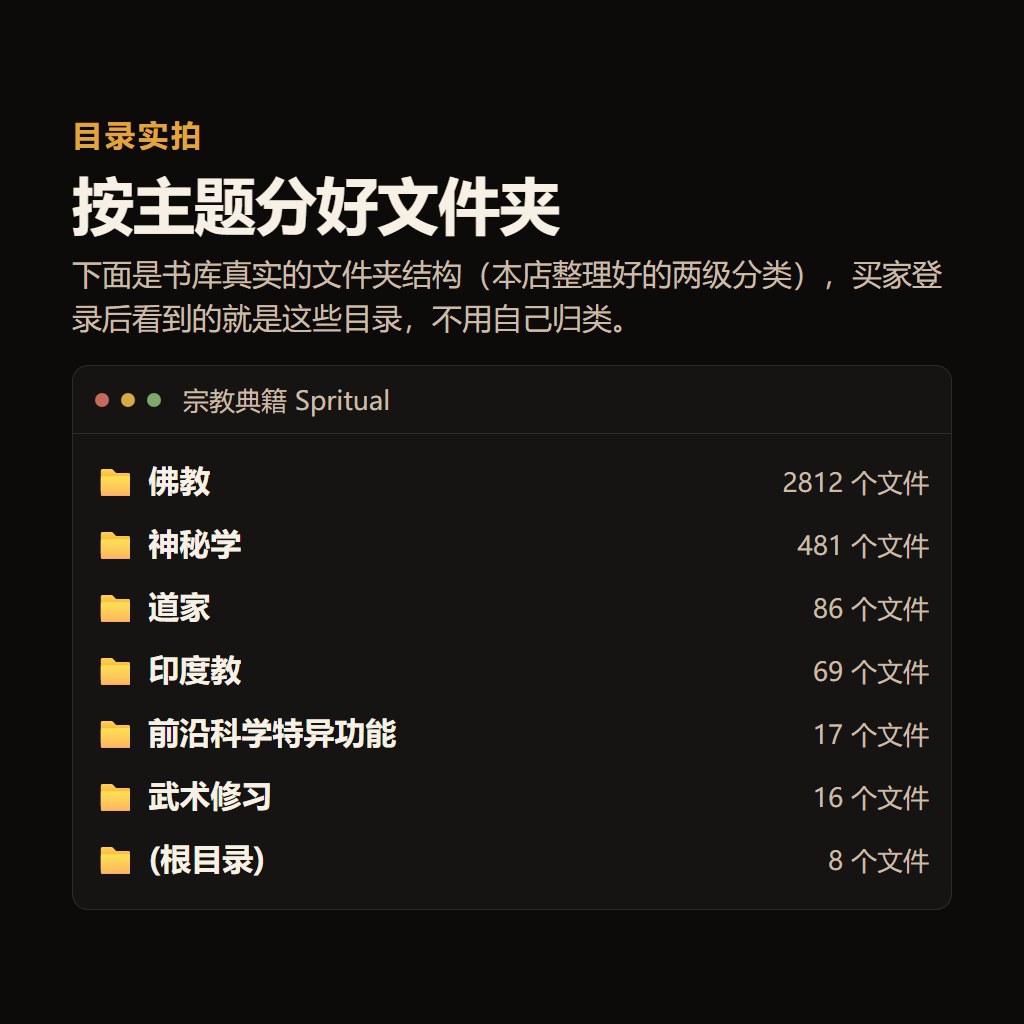 目录实拍
按主题分好文件夹
下面是书库真实的文件夹结构（本店整理好的两级分类），买家登
录后看到的就是这些目录，不用自己归类。
宗教典籍 Spritual
佛教 2812 个文件
神秘学 481 个文件
道家 86 个文件
印度教 69 个文件
前沿科学特异功能 17 个文件
武术修习 16 个文件
(根目录) 8 个文件